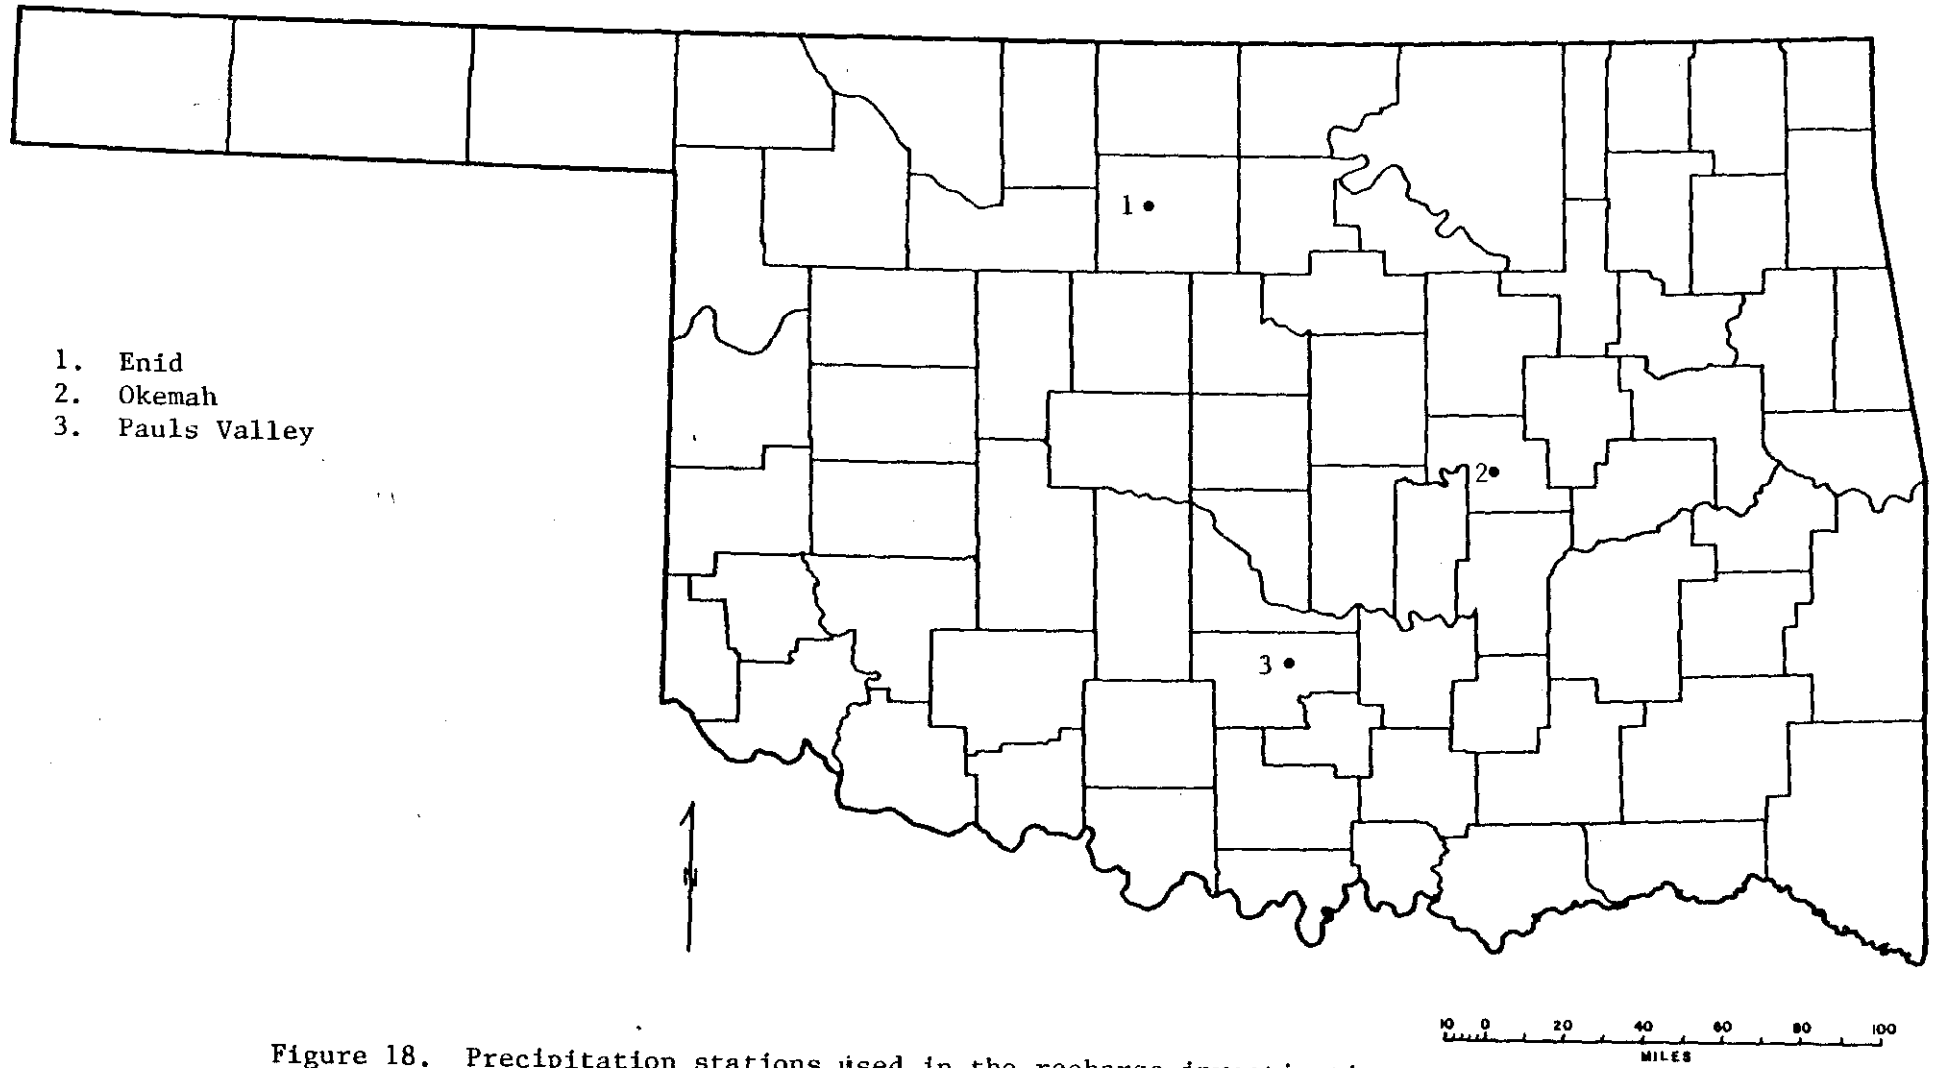 1
1. Enid
2. Okemah
3. Pauls Valley
2
3
N
10 0 20 40 60 80 100
MILES
Figure 18. Precipitation stations used in the recharge